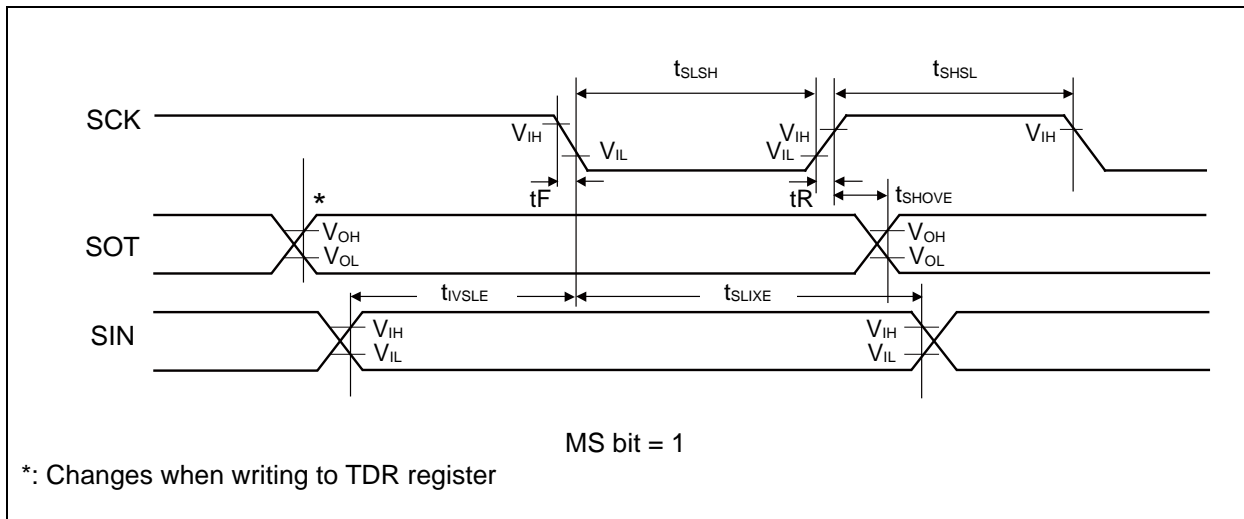 tSLSH
tSHSL
SCK
VIH
VIL
VIH
VIL
VIH
tF
tR
tSHOVE
*
SOT
VOH
VOL
VOH
VOL
tIVSLE
tSLIXE
SIN
VIH
VIL
VIH
VIL
MS bit = 1
*: Changes when writing to TDR register